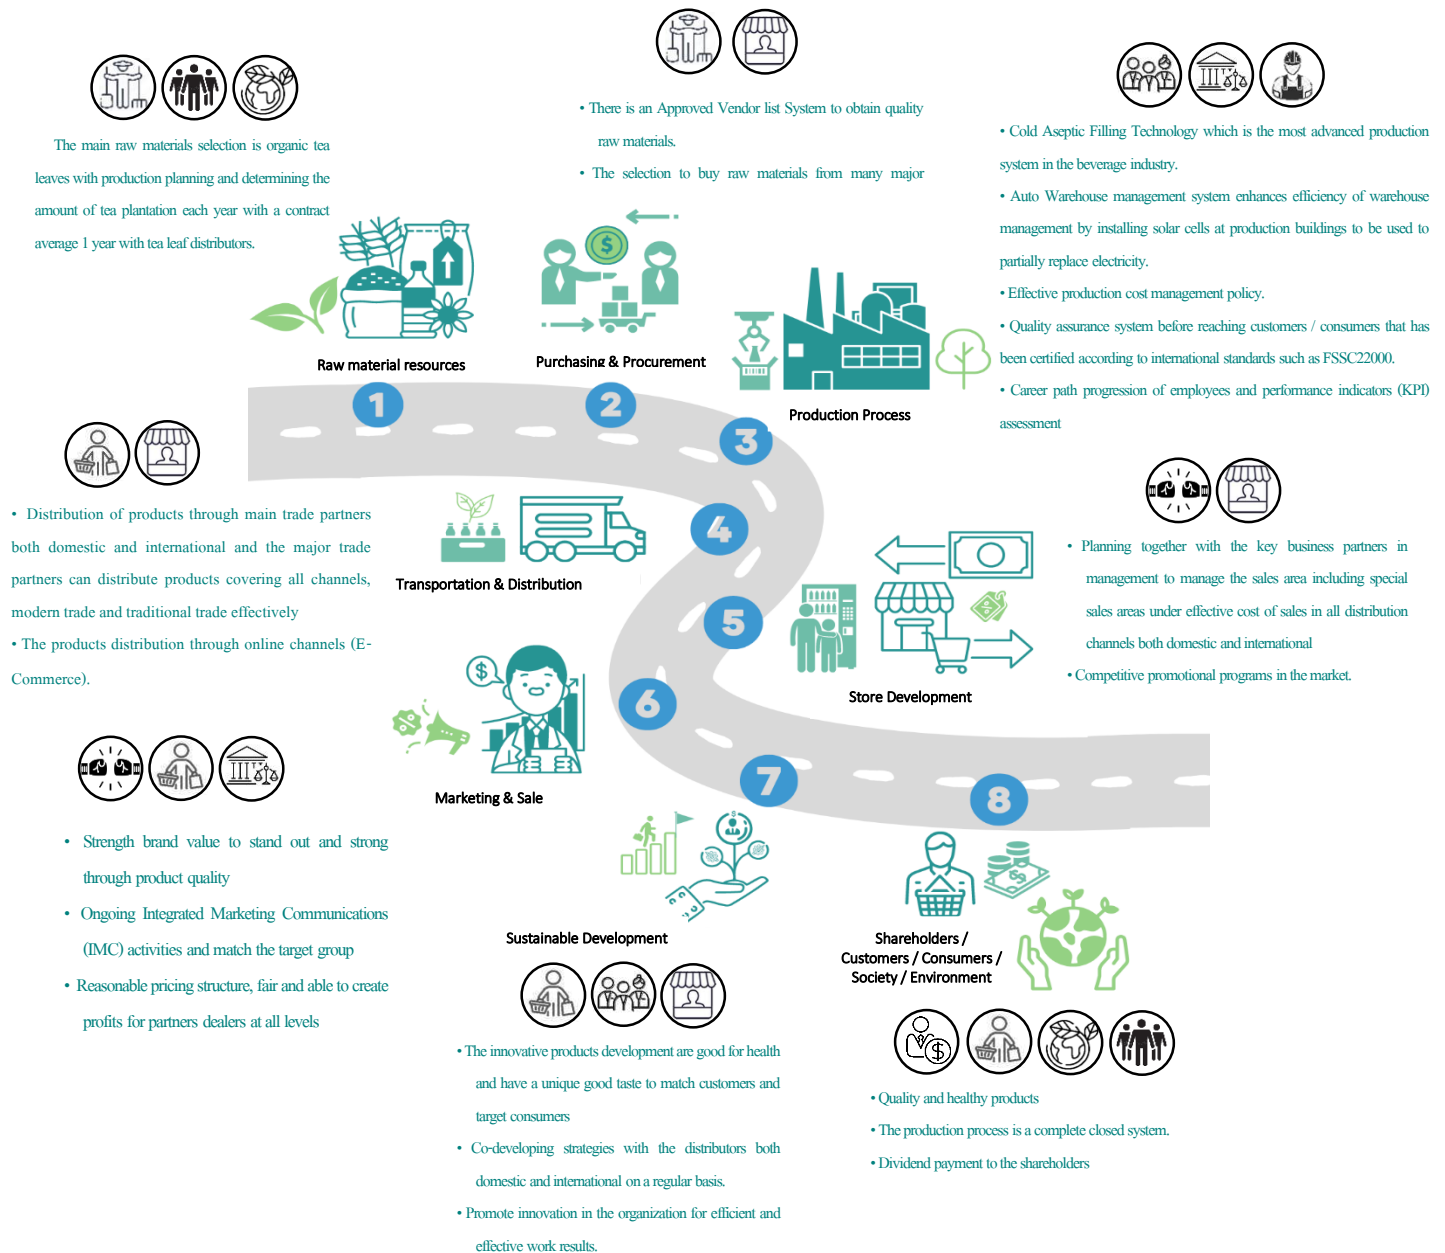 The main raw materials selection is organic tea
leaves with production planning and determining the
amount of tea plantation each year with a contract
average 1 year with tea leaf distributors.
Raw material resources
1
• There is an Approved Vendor list System to obtain quality
raw materials.
• The selection to buy raw materials from many major
Purchasing & Procurement
2
• Cold Aseptic Filling Technology which is the most advanced production
system in the beverage industry.
• Auto Warehouse management system enhances efficiency of warehouse
management by installing solar cells at production buildings to be used to
partially replace electricity.
• Effective production cost management policy.
• Quality assurance system before reaching customers / consumers that has
been certified according to international standards such as FSSC22000.
• Career path progression of employees and performance indicators (KPI)
assessment
Production Process
3
• Distribution of products through main trade partners
both domestic and international and the major trade
partners can distribute products covering all channels,
modern trade and traditional trade effectively
• The products distribution through online channels (E-
Commerce).
Transportation & Distribution
4
• Planning together with the key business partners in
management to manage the sales area including special
sales areas under effective cost of sales in all distribution
channels both domestic and international
• Competitive promotional programs in the market.
Store Development
5
Marketing & Sale
6
• Strength brand value to stand out and strong
through product quality
• Ongoing Integrated Marketing Communications
(IMC) activities and match the target group
• Reasonable pricing structure, fair and able to create
profits for partners dealers at all levels
7
Sustainable Development
• The innovative products development are good for health
and have a unique good taste to match customers and
target consumers
• Co-developing strategies with the distributors both
domestic and international on a regular basis.
• Promote innovation in the organization for efficient and
effective work results.
8
Shareholders /
Customers / Consumers /
Society / Environment
• Quality and healthy products
• The production process is a complete closed system.
• Dividend payment to the shareholders